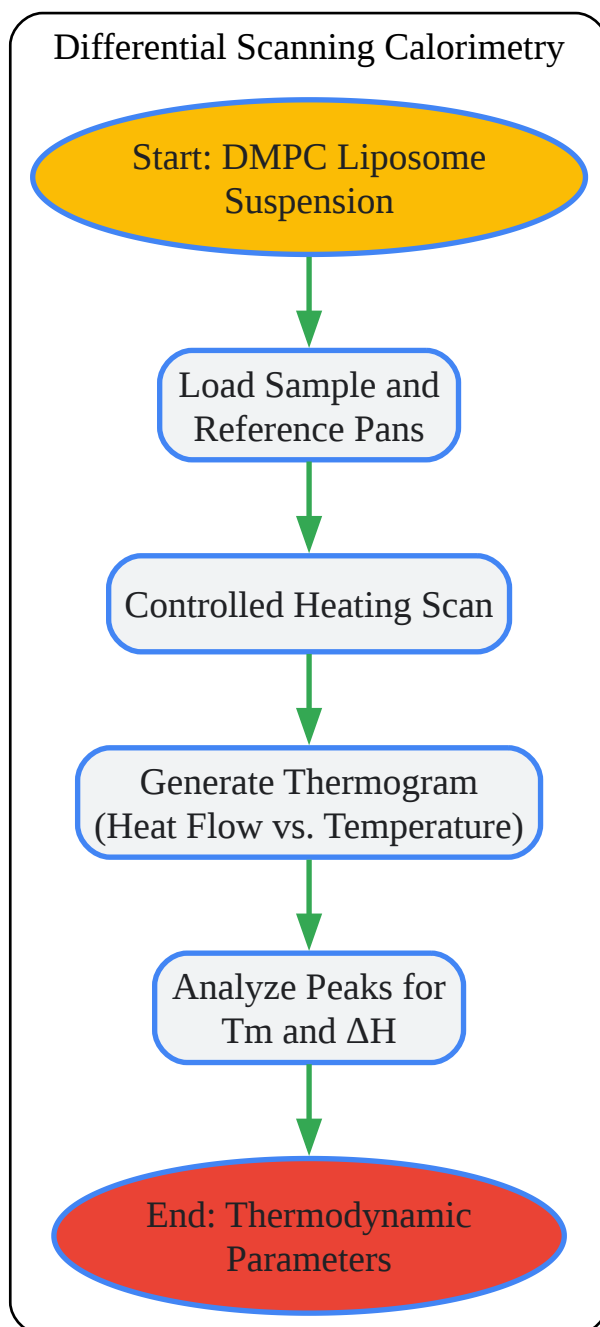 Differential Scanning Calorimetry
Start: DMPC Liposome
Suspension
Load Sample and
Reference Pans
Controlled Heating Scan
Generate Thermogram
(Heat Flow vs. Temperature)
Analyze Peaks for
Tm and ΔH
End: Thermodynamic
Parameters